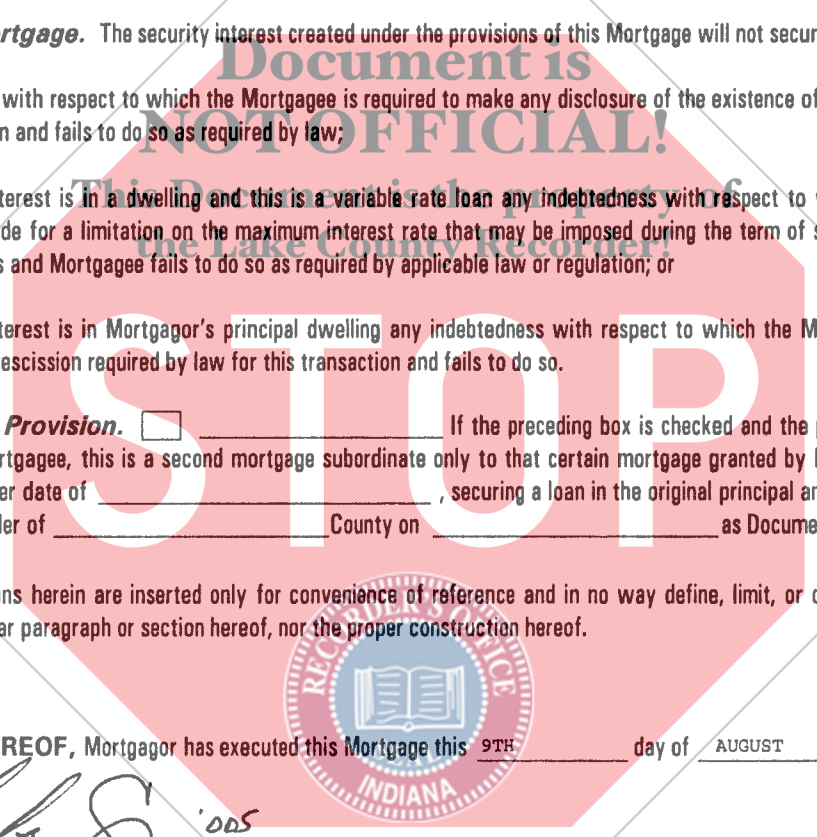 rtgage. The security interest created under the provisions of this Mortgage will not secur
Document is
with respect to which the Mortgagee is required to make any disclosure of the existence of
NOT OFFICIAL!
n and fails to do so as required by law;
This Document is the property of
terest is in a dwelling and this is a variable rate loan any indebtedness with respect to
de for a limitation on the maximum interest rate that may be imposed during the term of s
the Lake County Recorder!
s and Mortgagee fails to do so as required by applicable law or regulation; or
STOP
terest is in Mortgagor's principal dwelling any indebtedness with respect to which the M
escission required by law for this transaction and fails to do so.
Provision. If the preceding box is checked and the p
rtgagee, this is a second mortgage subordinate only to that certain mortgage granted by
er date of , securing a loan in the original principal a
er of County on as Docume
ns herein are inserted only for convenience of reference and in no way define, limit, or
ar paragraph or section hereof, nor the proper construction hereof.
RECORDER'S OFFICE
REOF, Mortgagor has executed this Mortgage this 9TH day of AUGUST
INDIANA